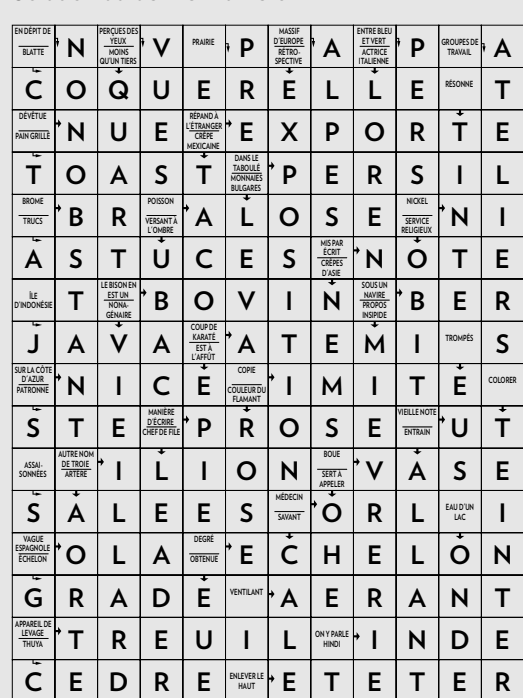 EN DÉPIT DE BLATTE N PERÇUES DES YEUX MOINS QU'UN TIERS V PRAIRIE P MASSIF D'EUROPE RÉTRO-SPECTIVE A ENTRE BLEU ET VERT ACTRICE ITALIENNE P GROUPES DE TRAVAIL A
C O Q U E R E L L E RÉSONNE T
DÉVÊTUE PAIN GRILLÉ N U E RÉPAND À L'ÉTRANGER CRÊPE MEXICAINE E X P O R T E
T O A S T DANS LE TABOULÉ MONNAIES BULGARES P E R S I L
BROME TRUCS B R POISSON VERSANT À L'OMBRE A L O S E NICKEL SERVICE RELIGIEUX N I
A S T U C E S MIS PAR ÉCRIT CRÊPES D'ASIE N O T E
ÎLE D'INDONÉSIE T LE BISON EN EST UN NONA-GÉNAIRE B O V I N SOUS UN NAVIRE PROPOS INSIPIDE B E R
J A V A COUP DE KARATÉ EST À L'AFFÛT A T E M I TROMPÉS S
SUR LA CÔTE D'AZUR PATRONNE N I C E COPIE COULEUR DU FLAMANT I M I T E COLORER
S T E MANIÈRE D'ÉCRIRE CHEF DE FILE P R O S E VIEILLE NOTE ENTRAIN U T
ASSAI-SONNÉES AUTRE NOM DE TROIE ARTÈRE I L I O N BOUE SERT À APPELER V A S E
S A L E E S MÉDECIN SAVANT O R L EAU D'UN LAC I
VAGUE ESPAGNOLE ÉCHELON O L A DEGRÉ OBTENUE E C H E L O N
G R A D E VENTILANT A E R A N T
APPAREIL DE LEVAGE THUYA T R E U I L ON Y PARLE HINDI I N D E
C E D R E ENLEVER LE HAUT E T E T E R